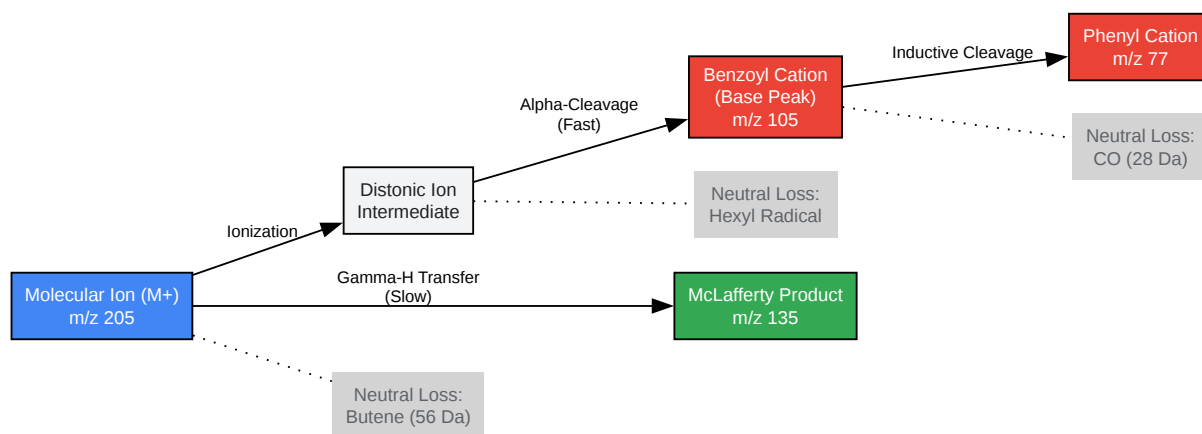 Phenyl Cation
m/z 77
Inductive Cleavage
Benzoyl Cation
(Base Peak)
m/z 105
Alpha-Cleavage
(Fast)
Neutral Loss:
CO (28 Da)
Distonic Ion
Intermediate
Neutral Loss:
Hexyl Radical
Ionization
Molecular Ion (M+)
m/z 205
Gamma-H Transfer
(Slow)
McLafferty Product
m/z 135
Neutral Loss:
Butene (56 Da)